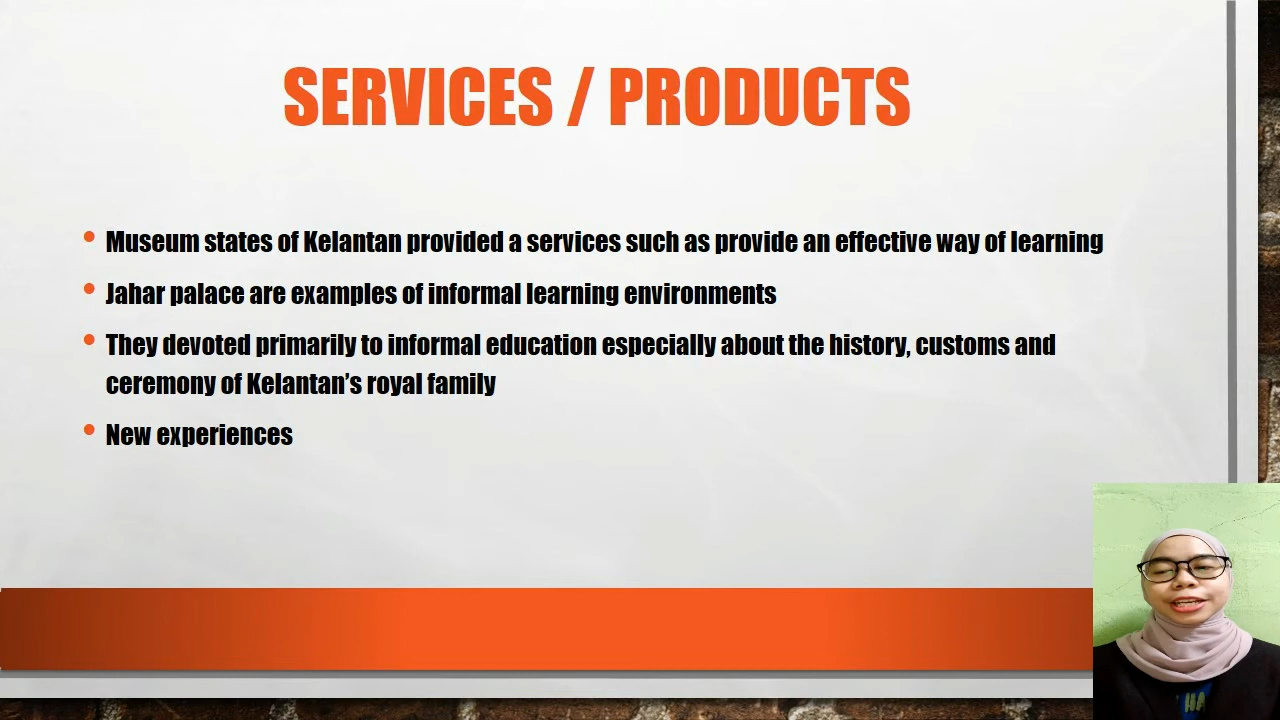 SERVICES / PRODUCTS
• Museum states of Kelantan provided a services such as provide an effective way of learning
• Jahar palace are examples of informal learning environments
• They devoted primarily to informal education especially about the history, customs and
ceremony of Kelantan’s royal family
• New experiences